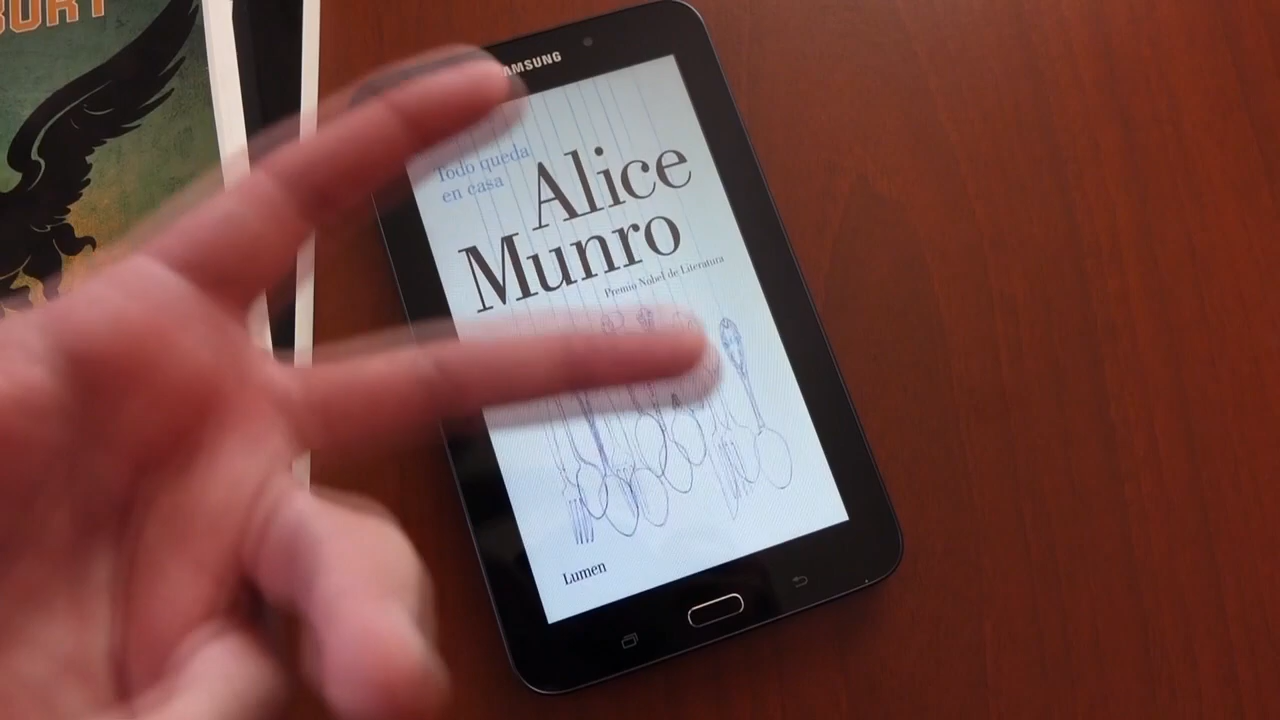 SAMSUNG
Todo queda
en casa
Alice
Munro
Premio Nobel de Literatura
Lumen